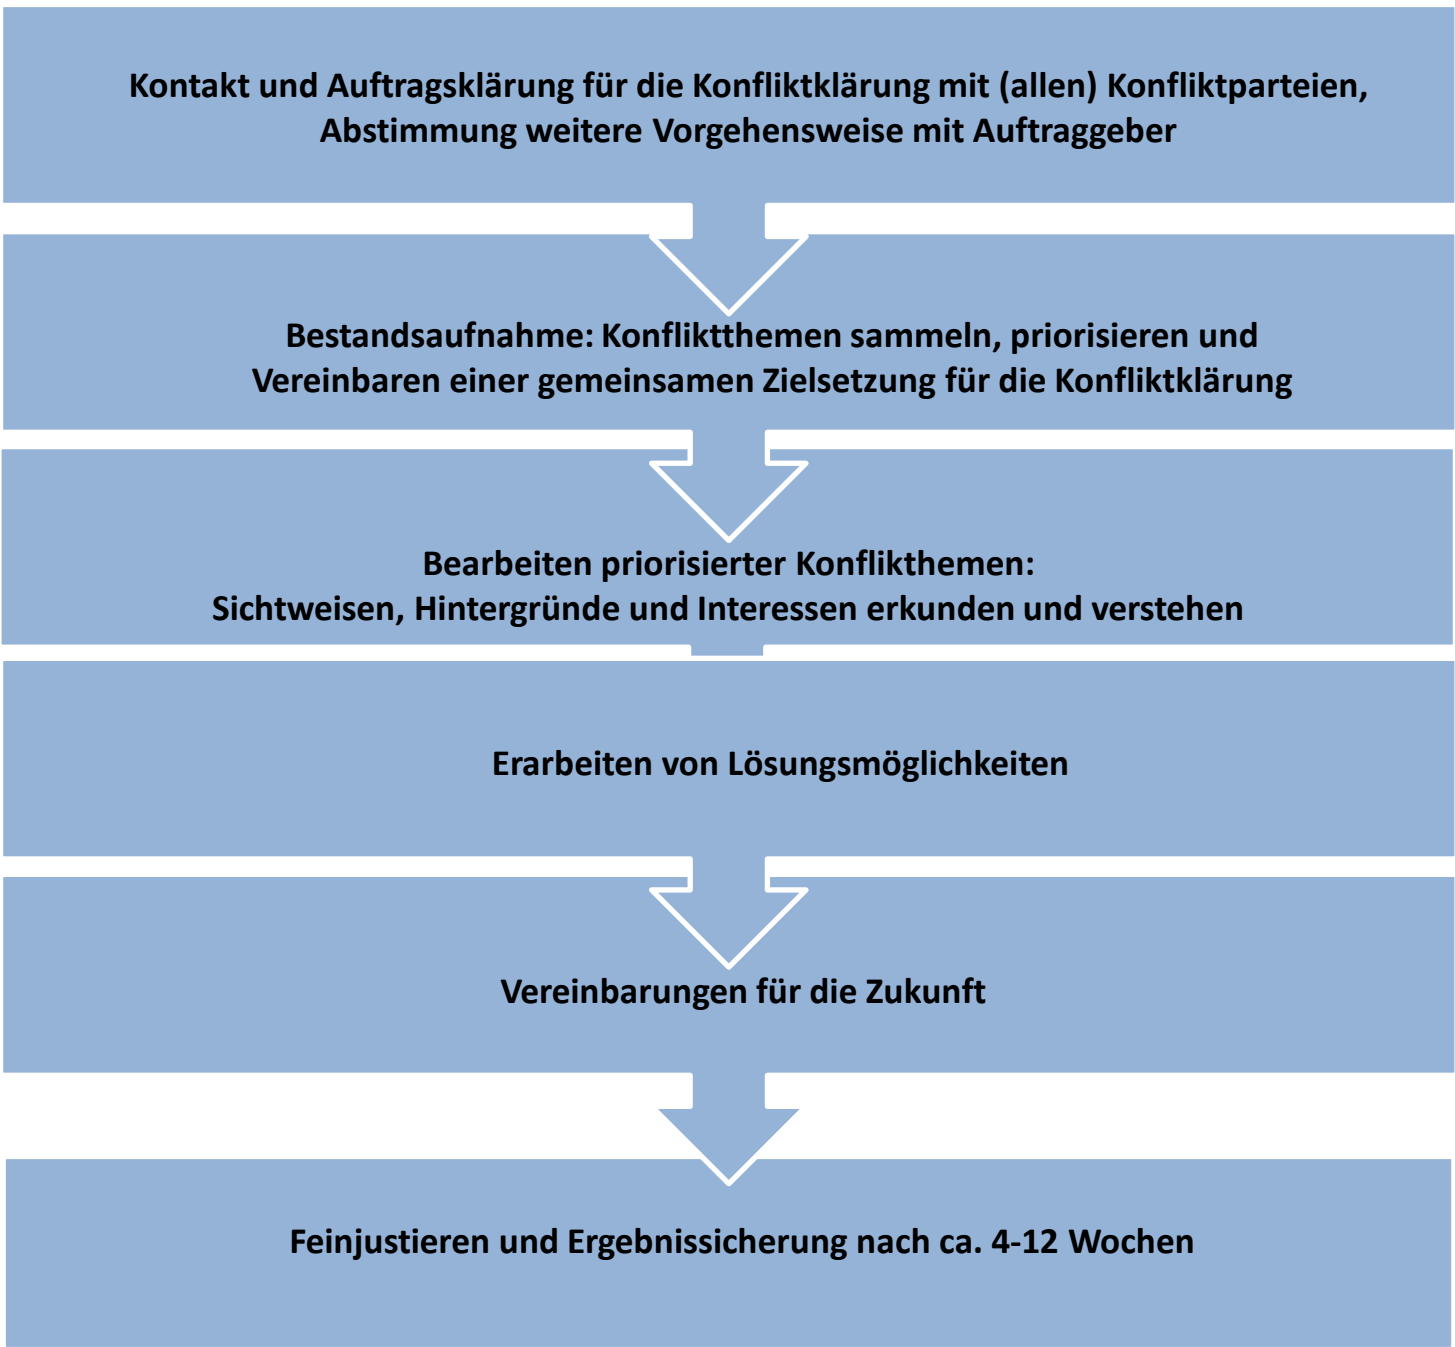 Kontakt und Auftragsklärung für die Konfliktklärung mit (allen) Konfliktparteien,
Abstimmung weitere Vorgehensweise mit Auftraggeber
Bestandsaufnahme: Konfliktthemen sammeln, priorisieren und
Vereinbaren einer gemeinsamen Zielsetzung für die Konfliktklärung
Bearbeiten priorisierter Konflikthemen:
Sichtweisen, Hintergründe und Interessen erkunden und verstehen
Erarbeiten von Lösungsmöglichkeiten
Vereinbarungen für die Zukunft
Feinjustieren und Ergebnissicherung nach ca. 4-12 Wochen